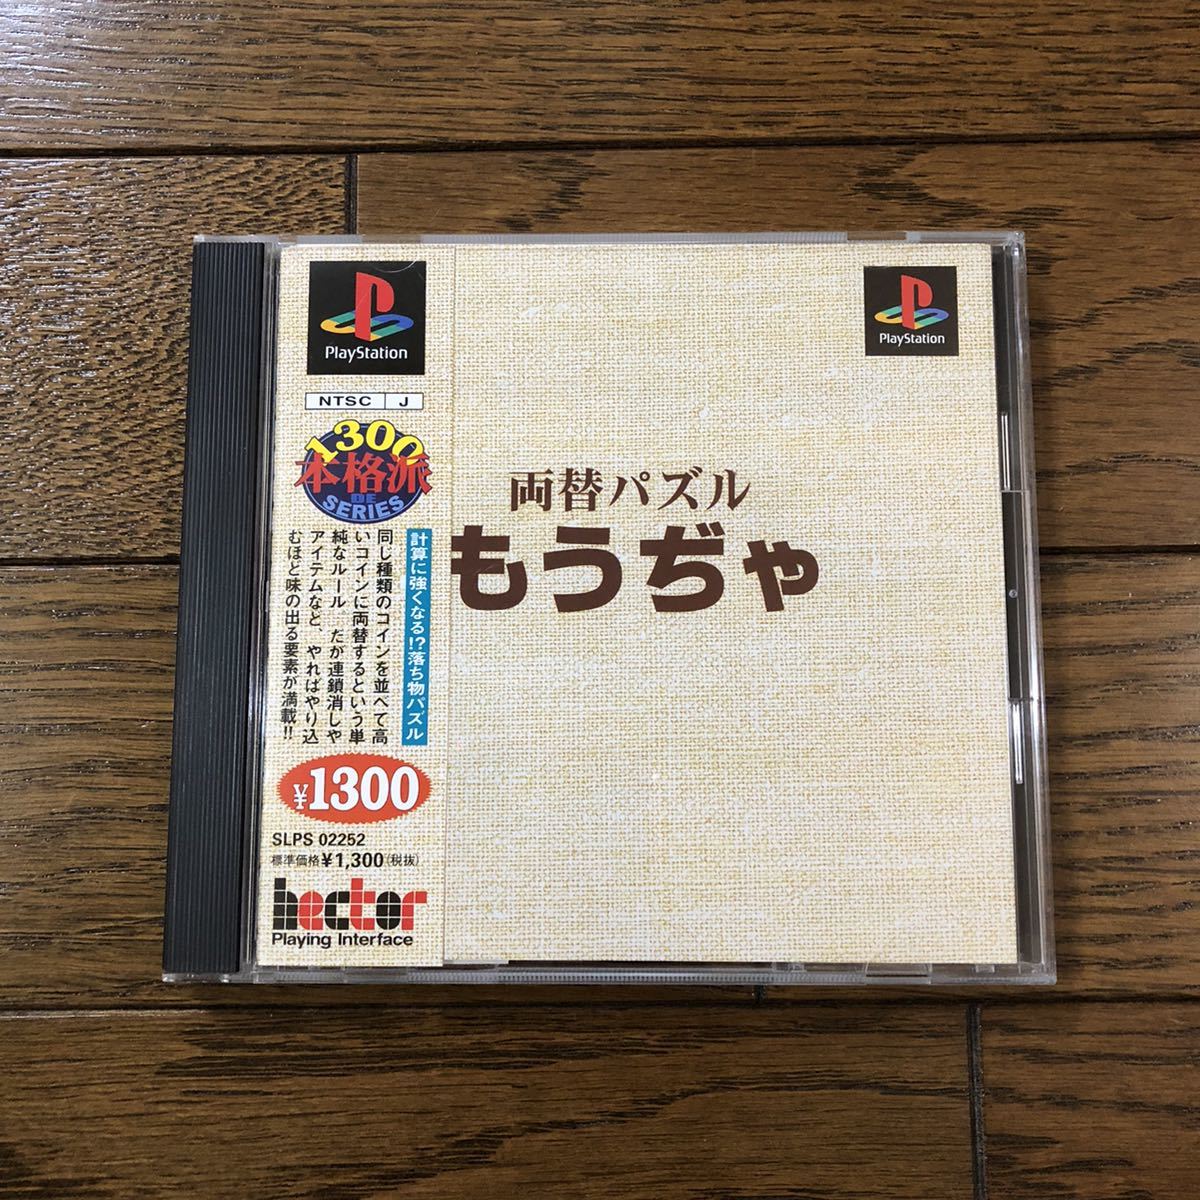 PlayStation
NTSC J
1300
本格派
DE
SERIES
計算に強くなる!?落ち物パズル
同じ種類のコインを並べて高
いコインに両替するという単
純なルール だが連鎖消しや
アイテムなど、やればやり込
むほど味の出る要素が満載!!
¥1300
SLPS 02252
標準価格¥1,300(税抜)
hector
Playing Interface
PlayStation
両替パズル
もうぢゃ